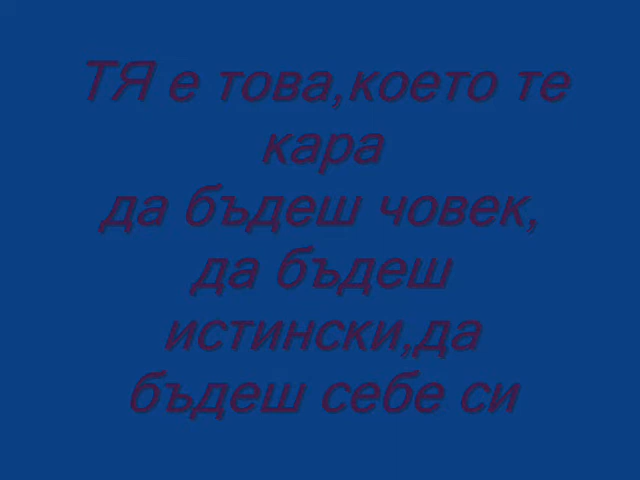 ТЯ е това,което те
кара
да бъдеш човек,
да бъдеш
истински,да
бъдеш себе си